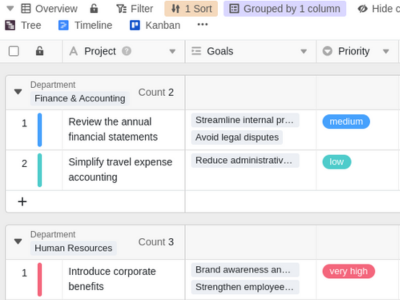 Overview Filter 1 Sort Grouped by 1 column Hide c
Tree Timeline Kanban
Project Goals Priority
Department
Finance & Accounting Count 2
1 Review the annual financial statements
Streamline internal pr...
Avoid legal disputes
medium
2 Simplify travel expense accounting
Reduce administrativ...
low
+
Department
Human Resources Count 3
1 Introduce corporate benefits
Brand awareness an...
Strengthen employee...
very high